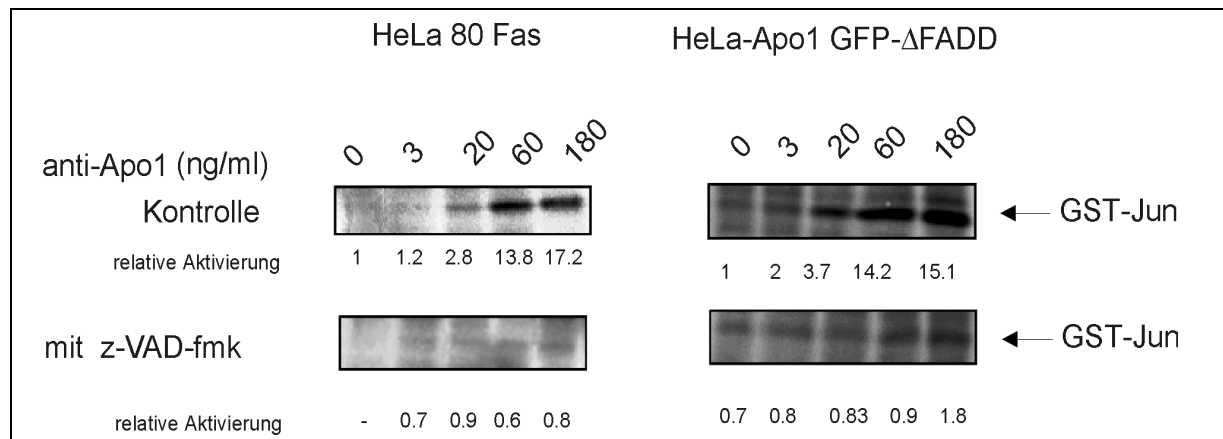 HeLa 80 Fas HeLa-Apo1 GFP-ΔFADD
anti-Apo1 (ng/ml) 0 3 20 60 180 0 3 20 60 180
Kontrolle GST-Jun
relative Aktivierung 1 1.2 2.8 13.8 17.2 1 2 3.7 14.2 15.1
mit z-VAD-fmk GST-Jun
relative Aktivierung - 0.7 0.9 0.6 0.8 0.7 0.8 0.83 0.9 1.8